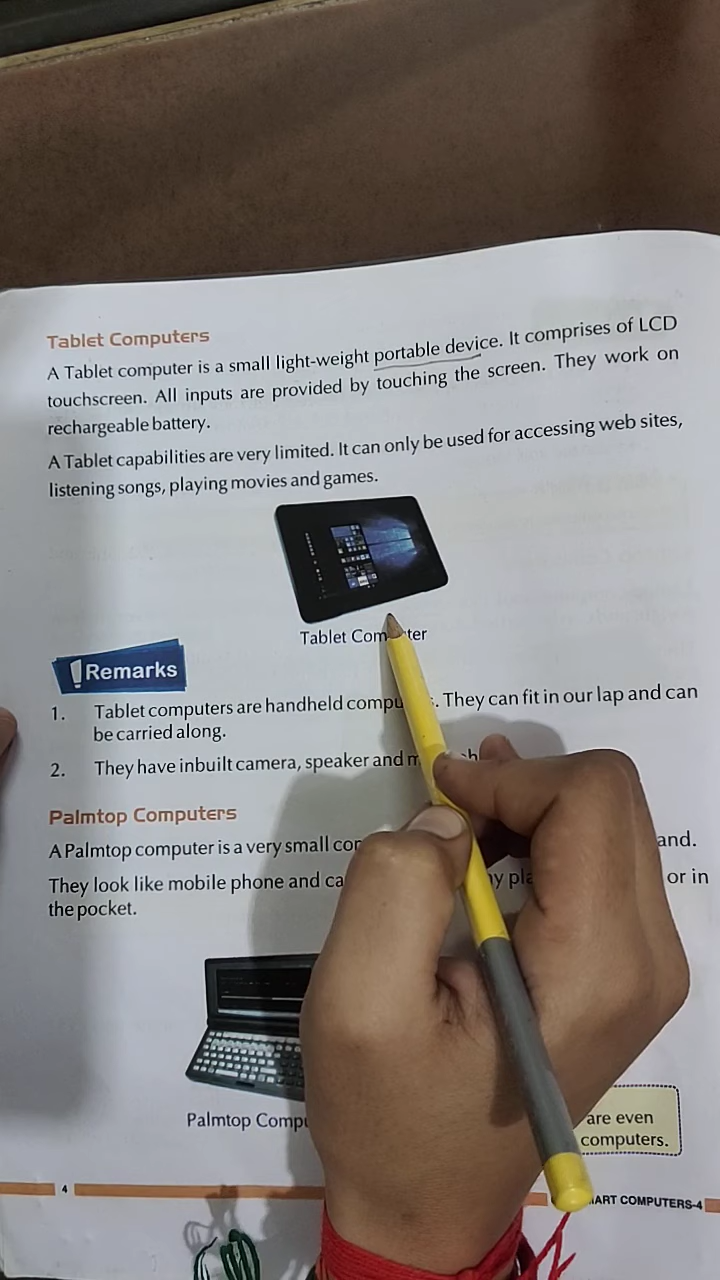 Tablet Computers
A Tablet computer is a small light-weight portable device. It comprises of LCD
touchscreen. All inputs are provided by touching the screen. They work on
rechargeable battery.
A Tablet capabilities are very limited. It can only be used for accessing web sites,
listening songs, playing movies and games.
Tablet
Remarks
1. Tablet computers are handheld They can fit in our lap and can
be carried along.
2. They have inbuilt camera, speaker and
Palmtop Computers
A Palmtop computer is a very small
They look like mobile phone and or in
the pocket.
Palmtop
are even
computers.
4
COMPUTERS-4